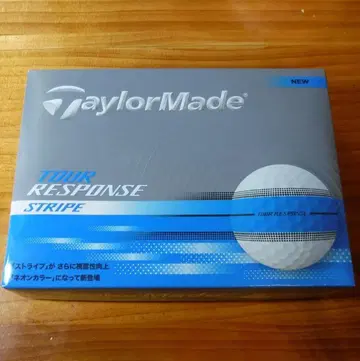 NEW
TaylorMade®
TOUR
RESPONSE
STRIPE
TOUR RESPONSE
「ストライプ」が さらに視認性向上
「ネオンカラー」になって新登場
TaylorMade